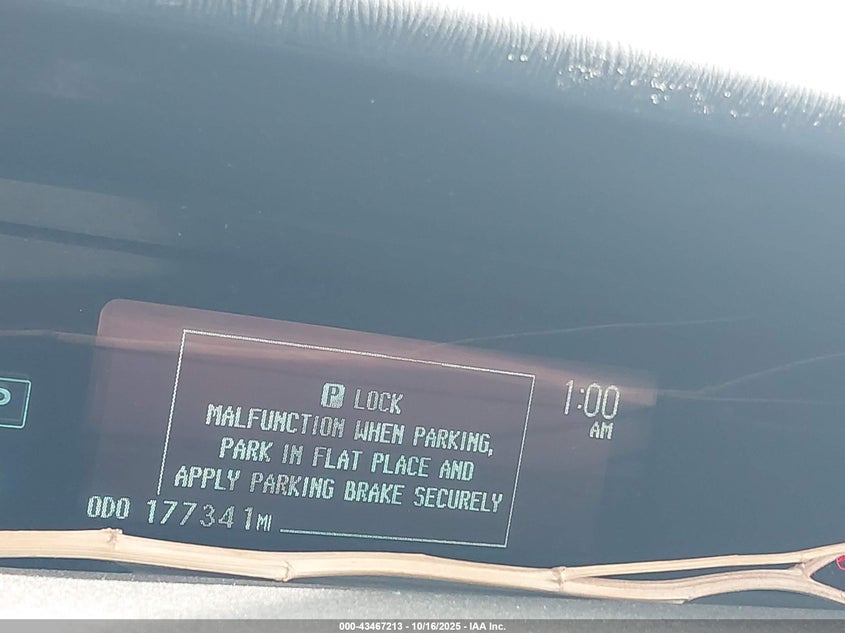 P LOCK
MALFUNCTION WHEN PARKING,
PARK IN FLAT PLACE AND
APPLY PARKING BRAKE SECURELY
1:00
AM
P
ODO 177341MI
000-43467213 - 10/16/2025 - IAA Inc.